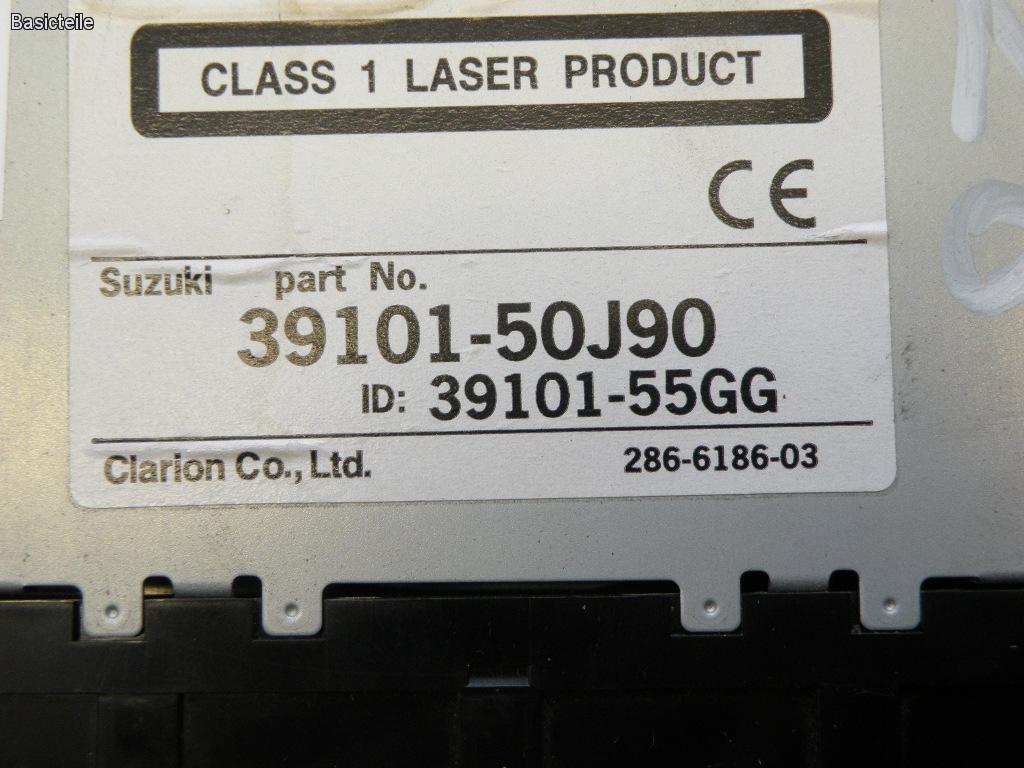 Basicteile
CLASS 1 LASER PRODUCT
CE
Suzuki part No.
39101-50J90
ID: 39101-55GG
Clarion Co., Ltd. 286-6186-03